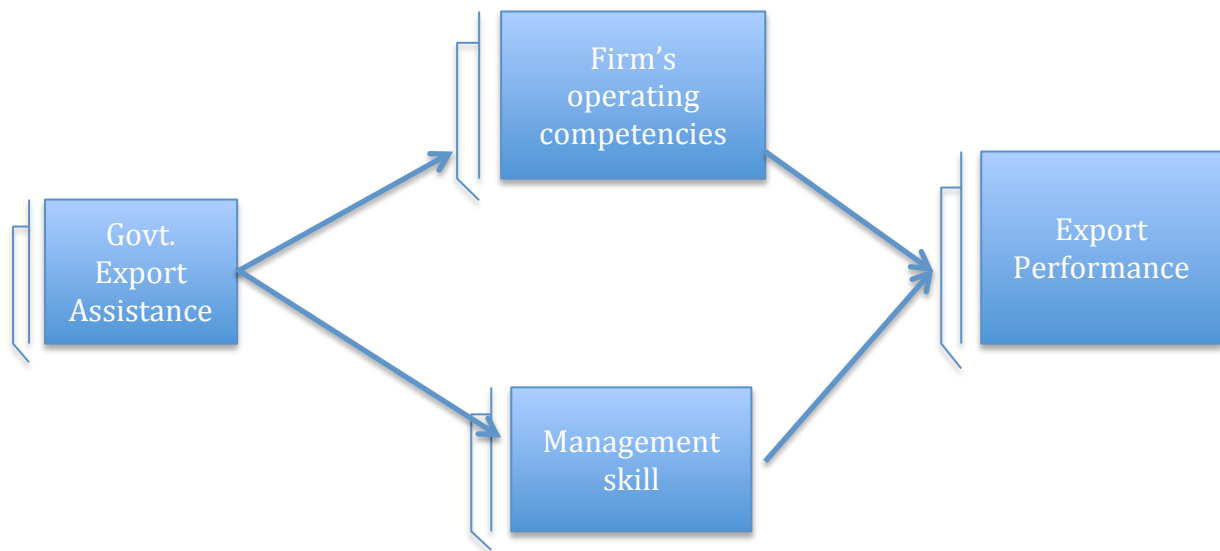 Firm’s
operating
competencies
Govt.
Export
Assistance
Export
Performance
Management
skill